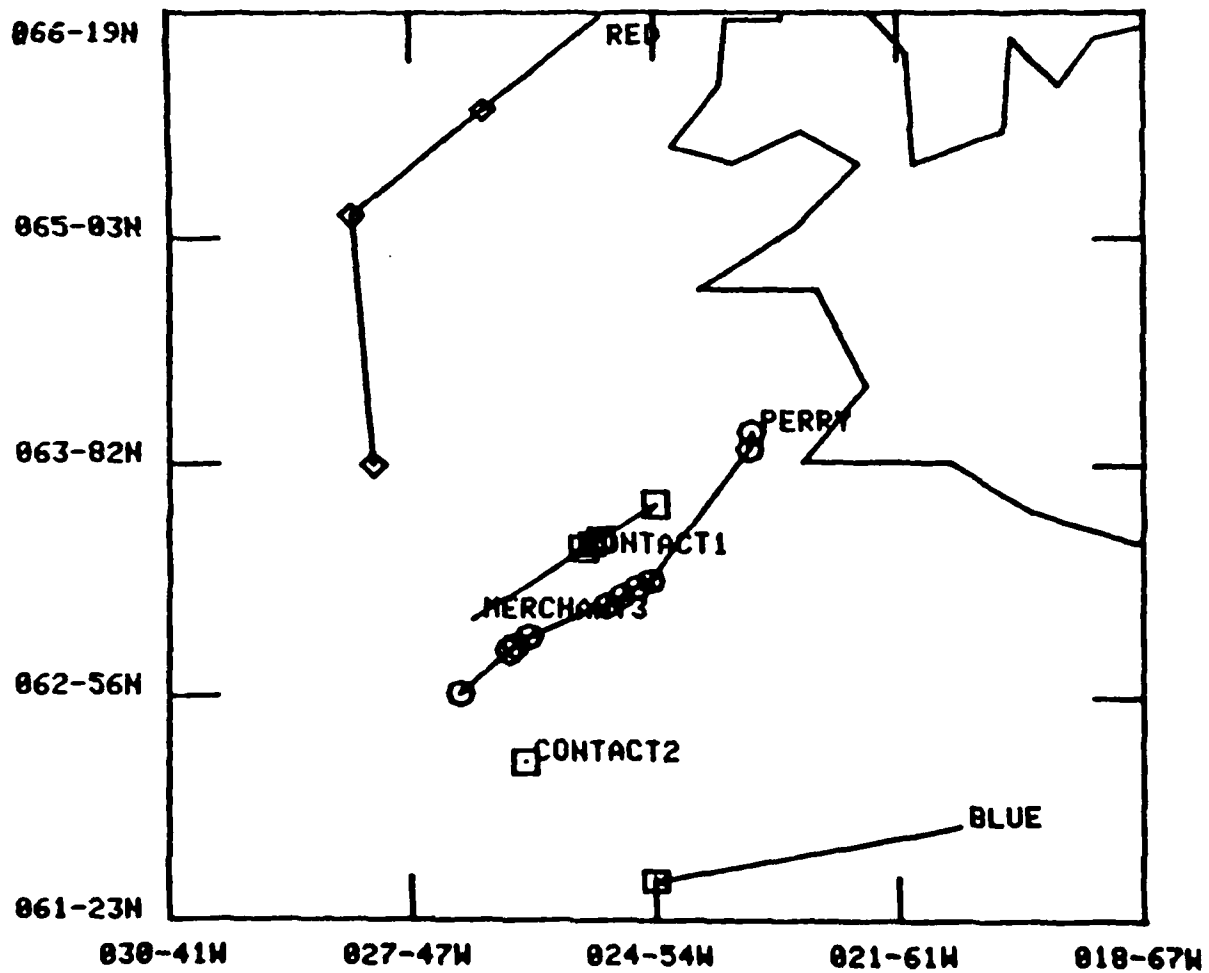 066-19N
RED
065-03N
PERRY
063-82N
CONTACT1
MERCHANT3
062-56N
CONTACT2
BLUE
061-23N
030-41W 027-47W 024-54W 021-61W 018-67W